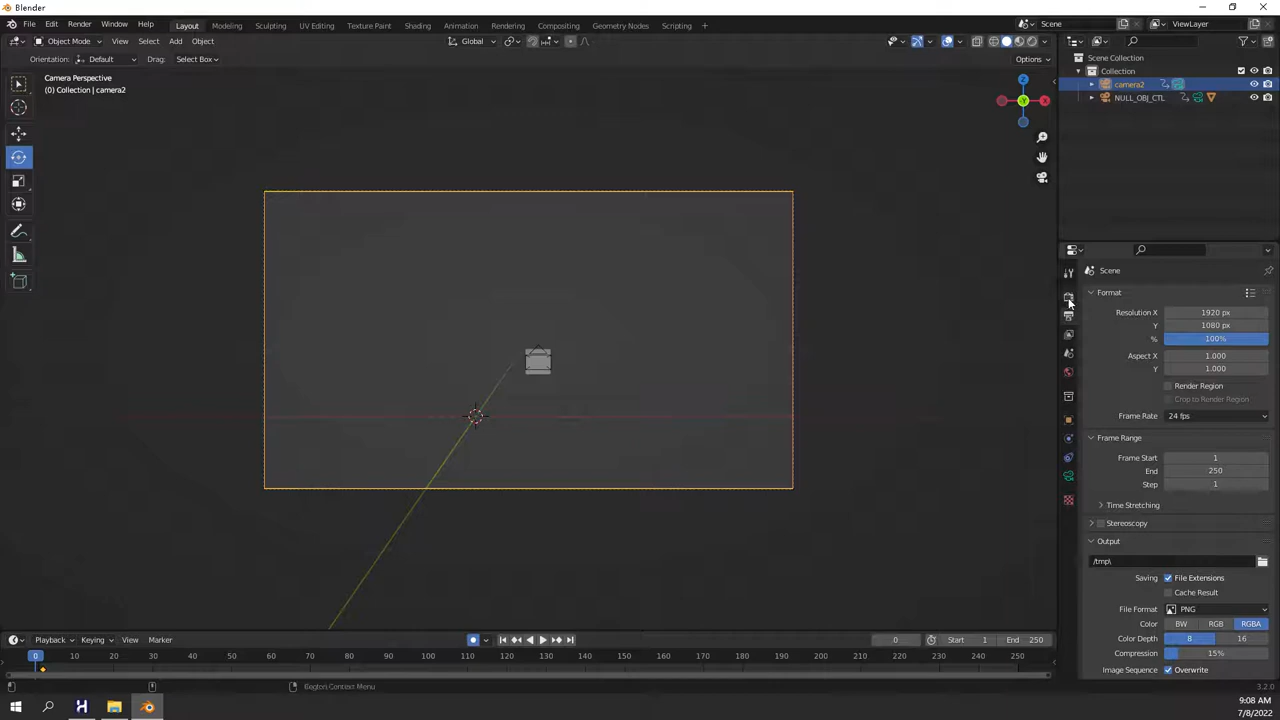 Blender
File Edit Render Window Help
Layout Modeling Sculpting UV Editing Texture Paint Shading Animation Rendering Compositing Geometry Nodes Scripting
Scene
ViewLayer
Object Mode View Select Add Object
Global
Orientation: Default Drag: Select Box
Options
Camera Perspective
(0) Collection | camera2
Z
Y
X
Scene Collection
Collection
camera2
NULL_OBJ_CTL
Scene
Format
Resolution X 1920 px
Y 1080 px
% 100%
Aspect X 1.000
Y 1.000
Render Region
Crop to Render Region
Frame Rate 24 fps
Frame Range
Frame Start 1
End 250
Step 1
Time Stretching
Stereoscopy
Output
/tmp\
Saving File Extensions
Cache Result
File Format PNG
Color BW RGB RGBA
Color Depth 8 16
Compression 15%
Image Sequence Overwrite
Playback Keying View Marker
0 Start 1 End 250
0 10 20 30 40 50 60 70 80 90 100 110 120 130 140 150 160 170 180 190 200 210 220 230 240 250
Region Context Menu
3.2.0
9:08 AM
7/8/2022